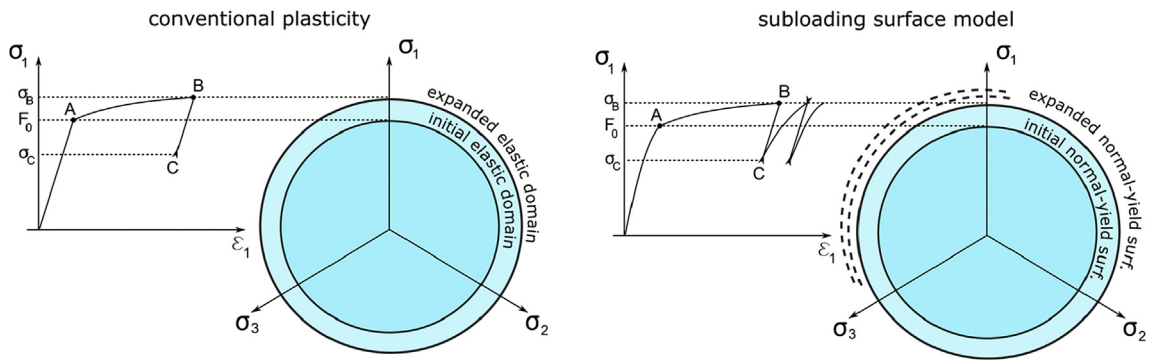 conventional plasticity
σ1
σB
F0
σC
A
B
C
ε1
σ1
expanded elastic domain
initial elastic domain
σ3
σ2
subloading surface model
σ1
σB
F0
σC
A
B
C
ε1
σ1
expanded normal-yield surf.
initial normal-yield surf.
σ3
σ2